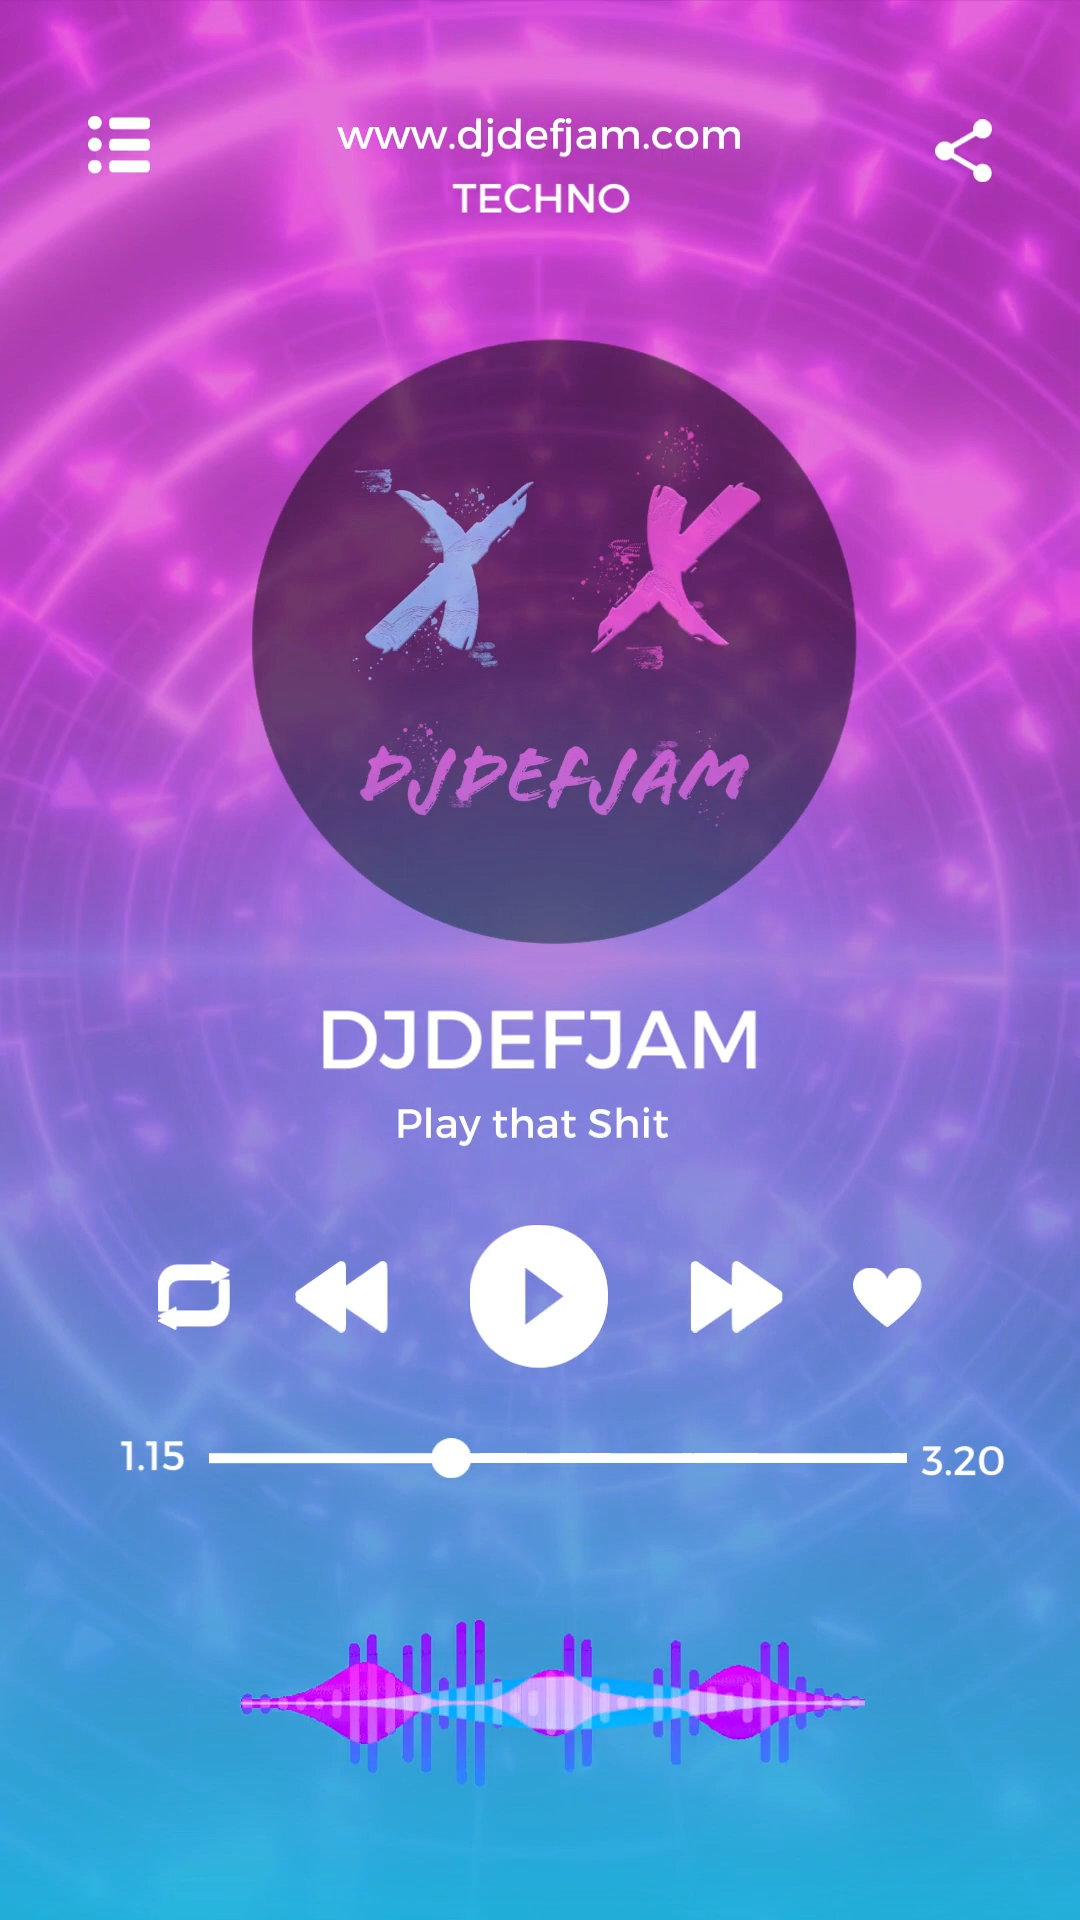 www.djdefjam.com
TECHNO
X X
DJDEFJAM
DJDEFJAM
Play that Shit
1.15
3.20